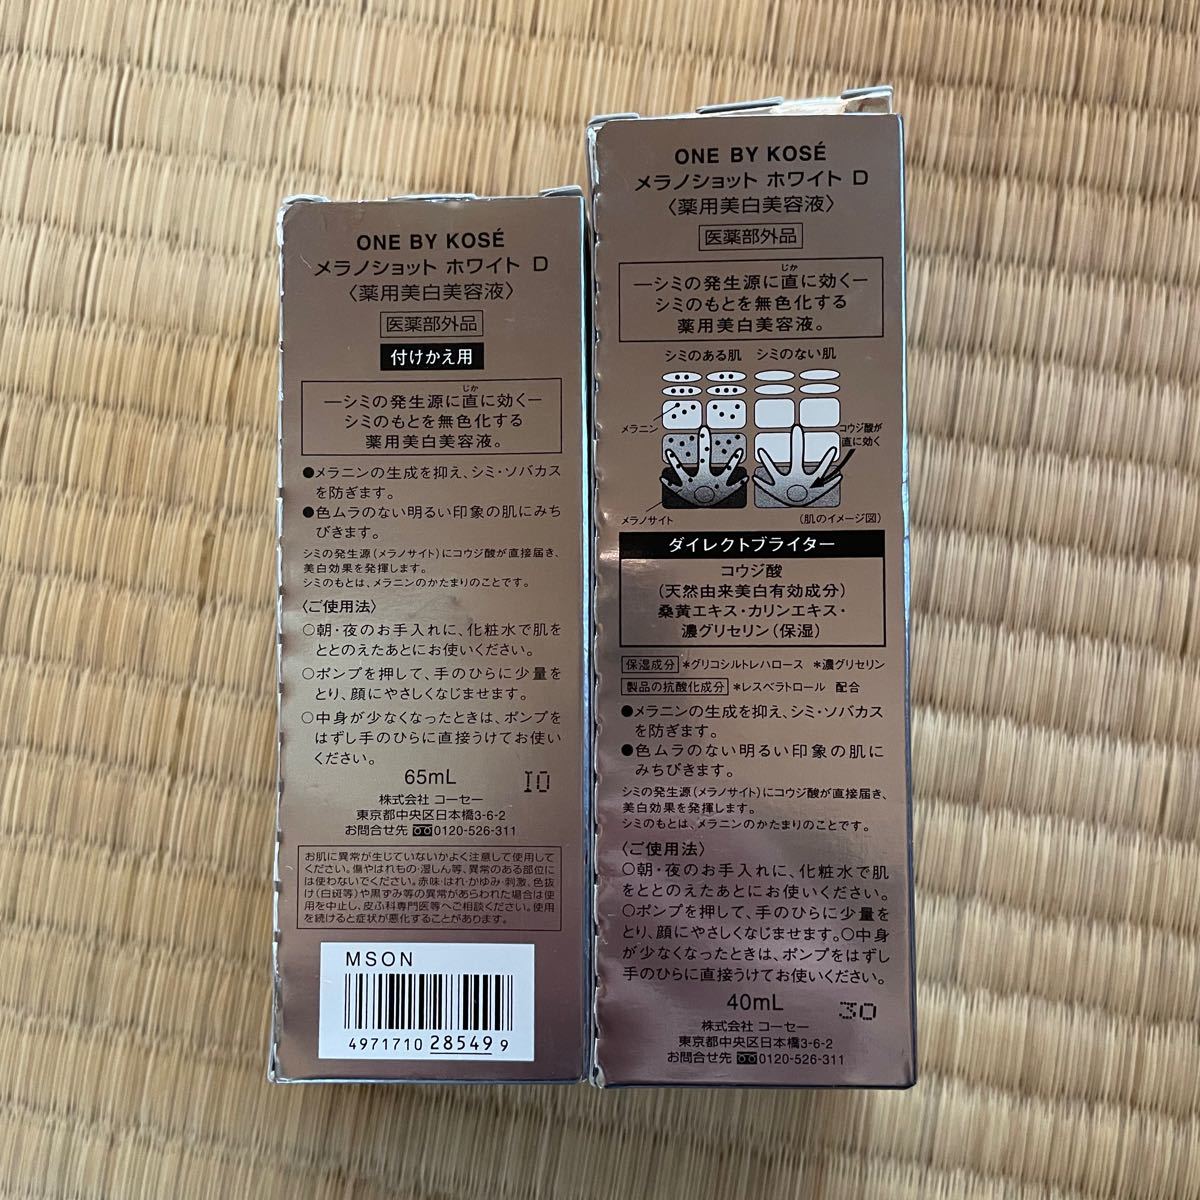 ONE BY KOSÉ
メラノショット ホワイト D
〈薬用美白美容液〉
医薬部外品
付けかえ用
じか
―シミの発生源に直に効く―
シミのもとを無色化する
薬用美白美容液。
●メラニンの生成を抑え、シミ・ソバカス
を防ぎます。
●色ムラのない明るい印象の肌にみち
びきます。
シミの発生源(メラノサイト)にコウジ酸が直接届き、
美白効果を発揮します。
シミのもとは、メラニンのかたまりのことです。
〈ご使用法〉
○朝・夜のお手入れに、化粧水で肌を
ととのえたあとにお使いください。
○ポンプを押して、手のひらに少量を
とり、顔にやさしくなじませます。
○中身が少なくなったときは、ポンプを
はずし手のひらに直接うけてお使い
ください。
65mL
IO
株式会社 コーセー
東京都中央区日本橋3-6-2
お問合せ先 0120-526-311
お肌に異常が生じていないかよく注意して使用して
ください。傷やはれもの・湿しん等、異常のある部位に
は使わないでください。赤味・はれ・かゆみ・刺激、色抜
け(白斑等)や黒ずみ等の異常があらわれた場合は使
用を中止し、皮ふ科専門医等へご相談ください。使用
を続けると症状が悪化することがあります。
MSON
4971710 28549 9
ONE BY KOSÉ
メラノショット ホワイト D
〈薬用美白美容液〉
医薬部外品
じか
―シミの発生源に直に効く―
シミのもとを無色化する
薬用美白美容液。
シミのある肌 シミのない肌
メラニン
コウジ酸が
直に効く
メラノサイト
(肌のイメージ図)
ダイレクトブライター
コウジ酸
(天然由来美白有効成分)
桑黄エキス・カリンエキス・
濃グリセリン(保湿)
保湿成分 *グリコシルトレハロース *濃グリセリン
製品の抗酸化成分 *レスベラトロール 配合
●メラニンの生成を抑え、シミ・ソバカス
を防ぎます。
●色ムラのない明るい印象の肌に
みちびきます。
シミの発生源(メラノサイト)にコウジ酸が直接届き、
美白効果を発揮します。
シミのもとは、メラニンのかたまりのことです。
〈ご使用法〉
○朝・夜のお手入れに、化粧水で肌
をととのえたあとにお使いください。
○ポンプを押して、手のひらに少量を
とり、顔にやさしくなじませます。○中身
が少なくなったときは、ポンプをはずし
手のひらに直接うけてお使いください。
40mL
30
株式会社 コーセー
東京都中央区日本橋3-6-2
お問合せ先 0120-526-311